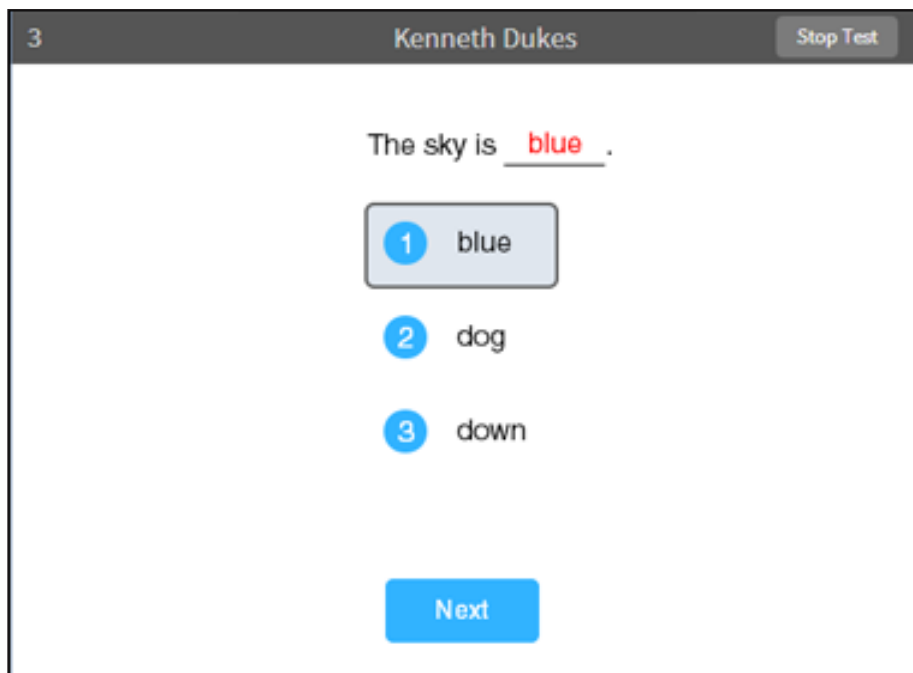 3 Kenneth Dukes Stop Test
The sky is blue.
1 blue
2 dog
3 down
Next